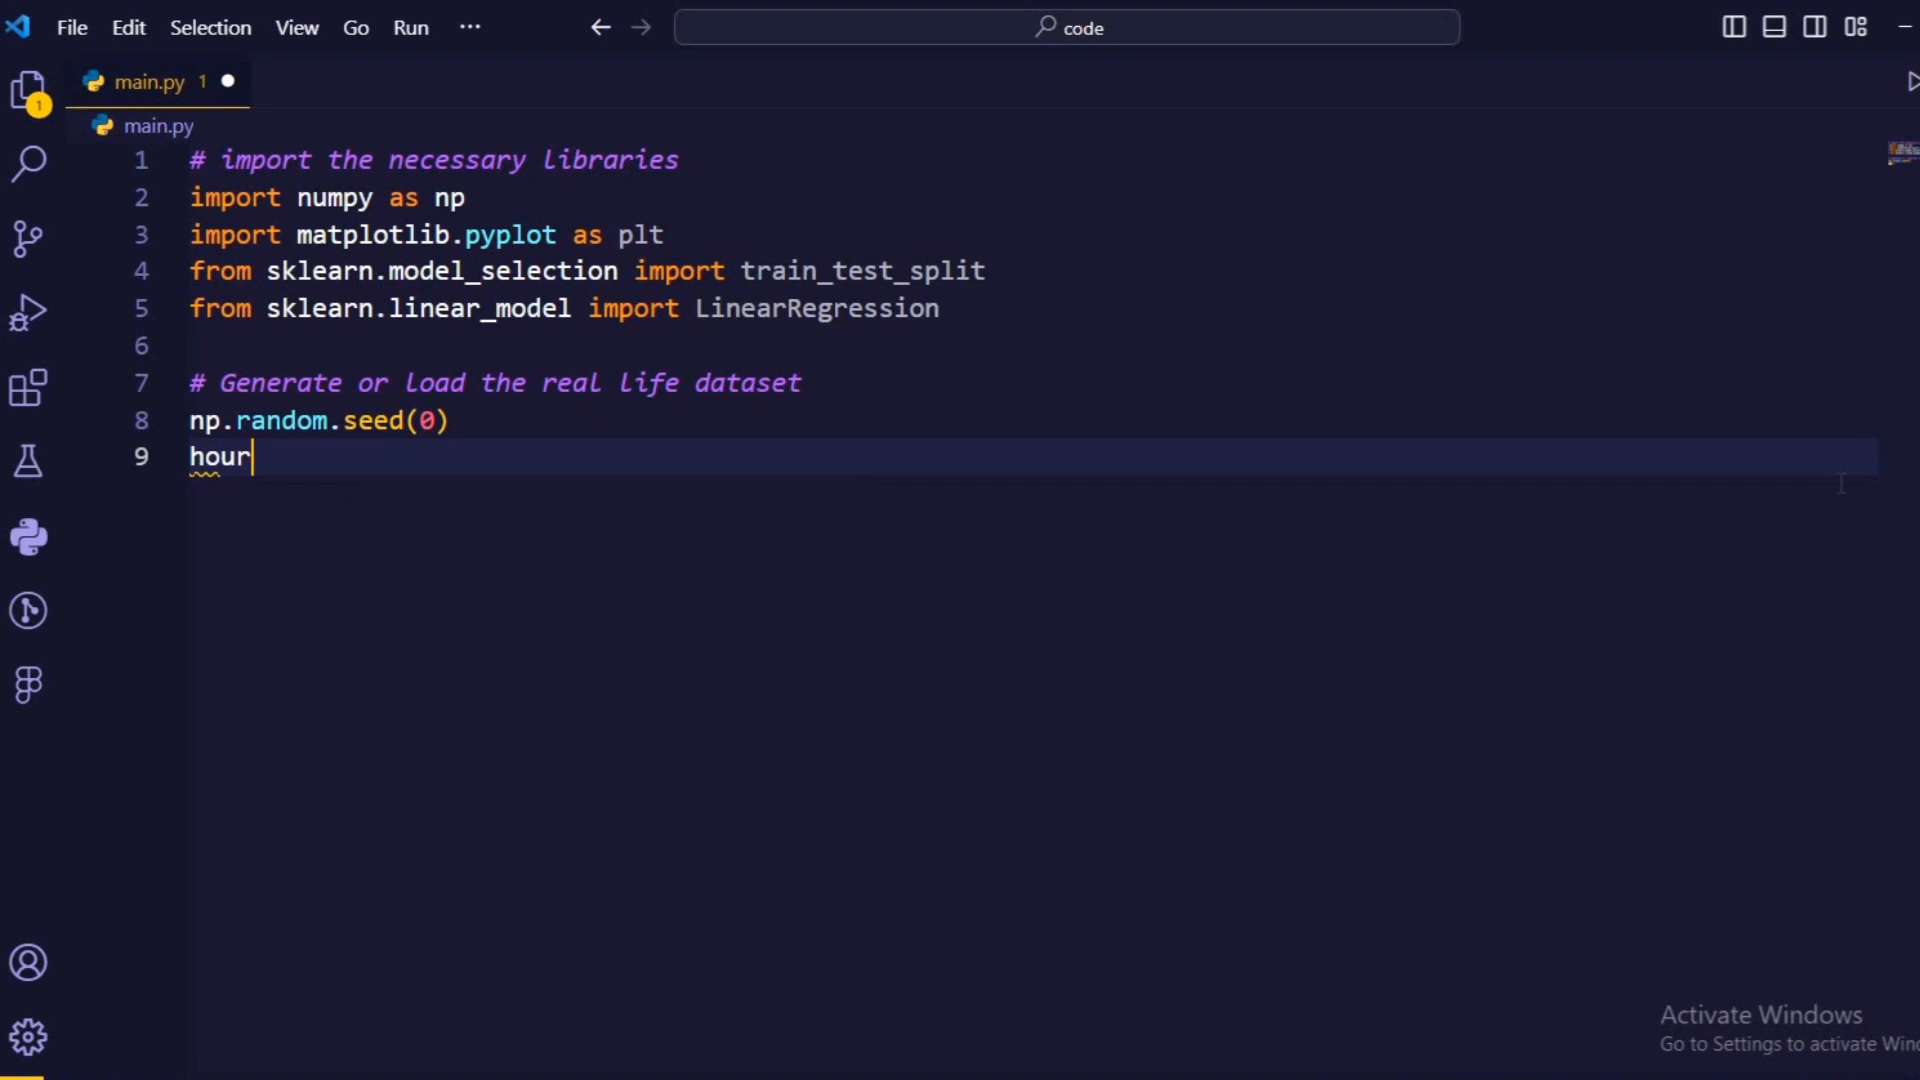 File Edit Selection View Go Run ···
code
main.py 1
1
main.py
1 # import the necessary libraries
2 import numpy as np
3 import matplotlib.pyplot as plt
4 from sklearn.model_selection import train_test_split
5 from sklearn.linear_model import LinearRegression
6
7 # Generate or load the real life dataset
8 np.random.seed(0)
9 hour
Activate Windows
Go to Settings to activate Win